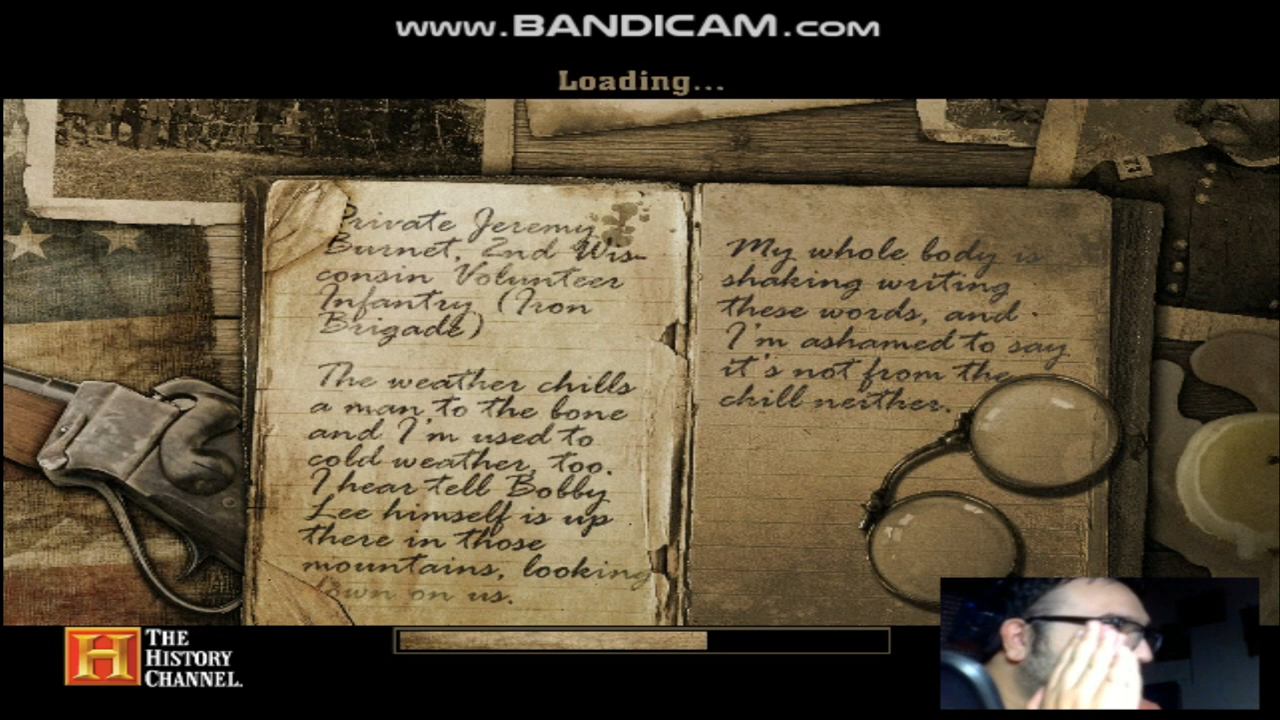 www.BANDICAM.com
Loading...
Private Jeremy
Burnet, 2nd Wis-
consin Volunteer
Infantry (Iron
Brigade)
The weather chills
a man to the bone
and I'm used to
cold weather, too.
I hear tell Bobby
Lee himself is up
there in those
mountains, looking
down on us.
My whole body is
shaking writing
these words, and
I'm ashamed to say
it's not from the
chill neither.
H
THE
HISTORY
CHANNEL.